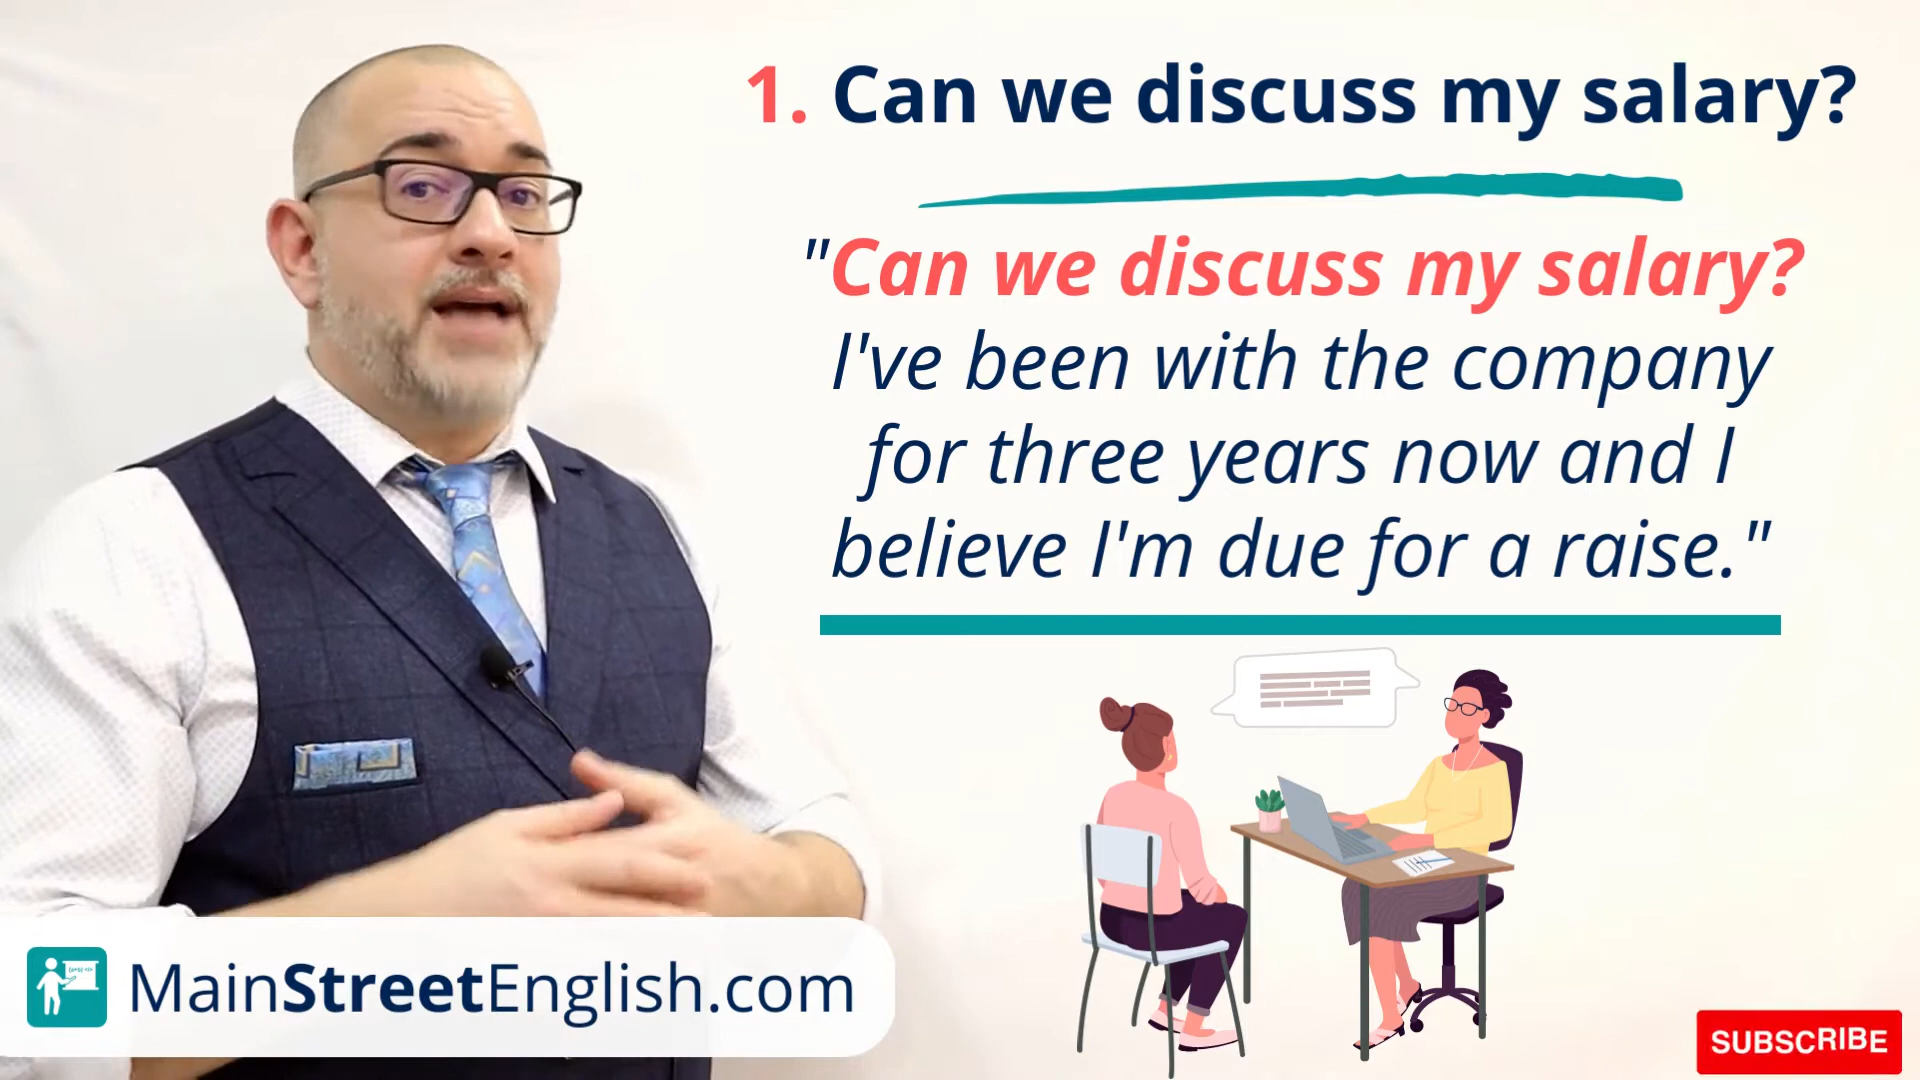 1. Can we discuss my salary?
"Can we discuss my salary?
I've been with the company
for three years now and I
believe I'm due for a raise."
MainStreetEnglish.com
SUBSCRIBE